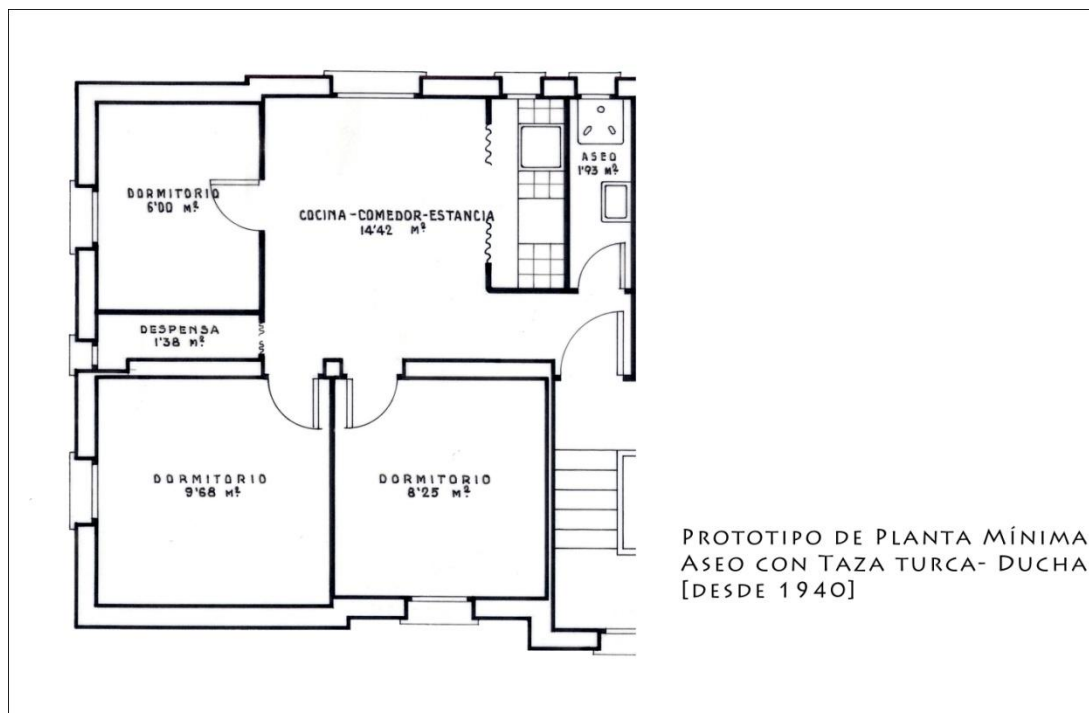 ASEO
1'93 M²
DORMITORIO
6'00 M²
COCINA-COMEDOR-ESTANCIA
14'42 M²
DESPENSA
1'38 M²
DORMITORIO
9'68 M²
DORMITORIO
8'25 M²
PROTOTIPO DE PLANTA MÍNIMA
ASEO CON TAZA TURCA- DUCHA
[DESDE 1940]